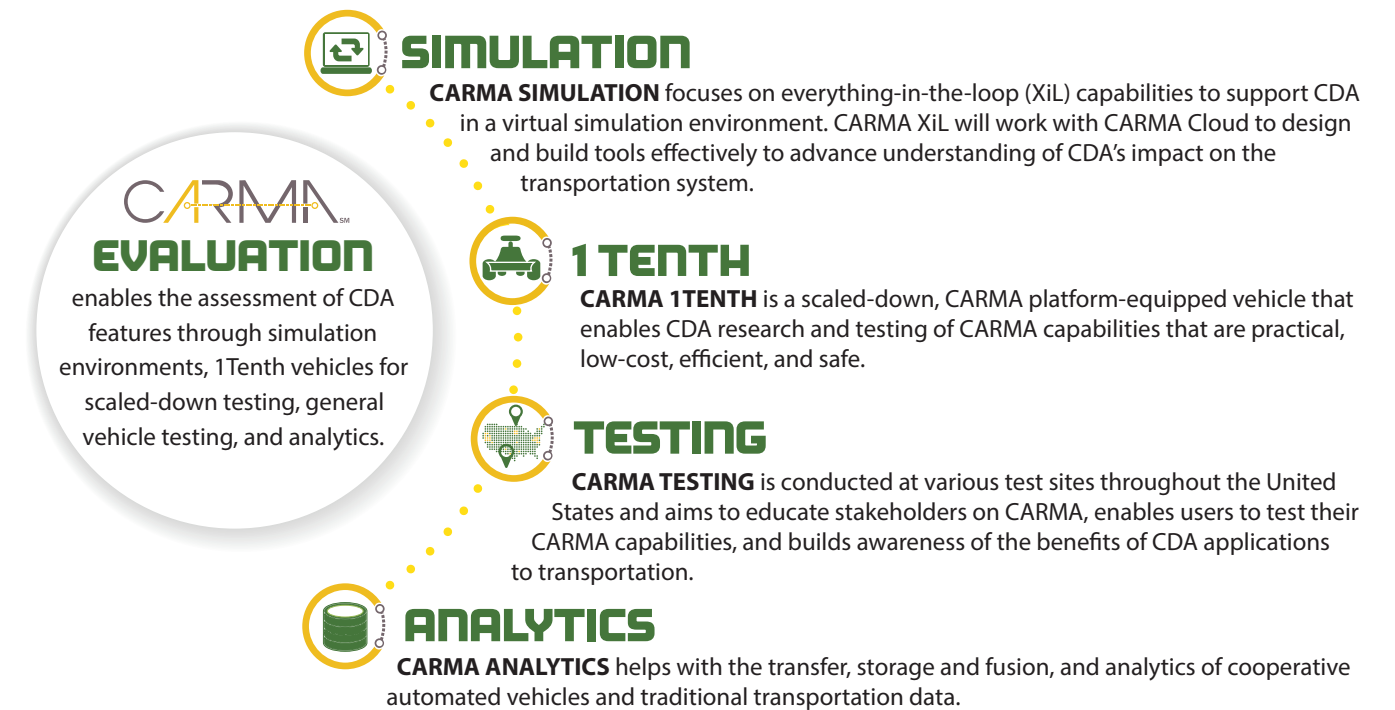 CARMA SM
EVALUATION
enables the assessment of CDA
features through simulation
environments, 1Tenth vehicles for
scaled-down testing, general
vehicle testing, and analytics.
SIMULATION
CARMA SIMULATION focuses on everything-in-the-loop (XiL) capabilities to support CDA
in a virtual simulation environment. CARMA XiL will work with CARMA Cloud to design
and build tools effectively to advance understanding of CDA's impact on the
transportation system.
1 TENTH
CARMA 1TENTH is a scaled-down, CARMA platform-equipped vehicle that
enables CDA research and testing of CARMA capabilities that are practical,
low-cost, efficient, and safe.
TESTING
CARMA TESTING is conducted at various test sites throughout the United
States and aims to educate stakeholders on CARMA, enables users to test their
CARMA capabilities, and builds awareness of the benefits of CDA applications
to transportation.
ANALYTICS
CARMA ANALYTICS helps with the transfer, storage and fusion, and analytics of cooperative
automated vehicles and traditional transportation data.